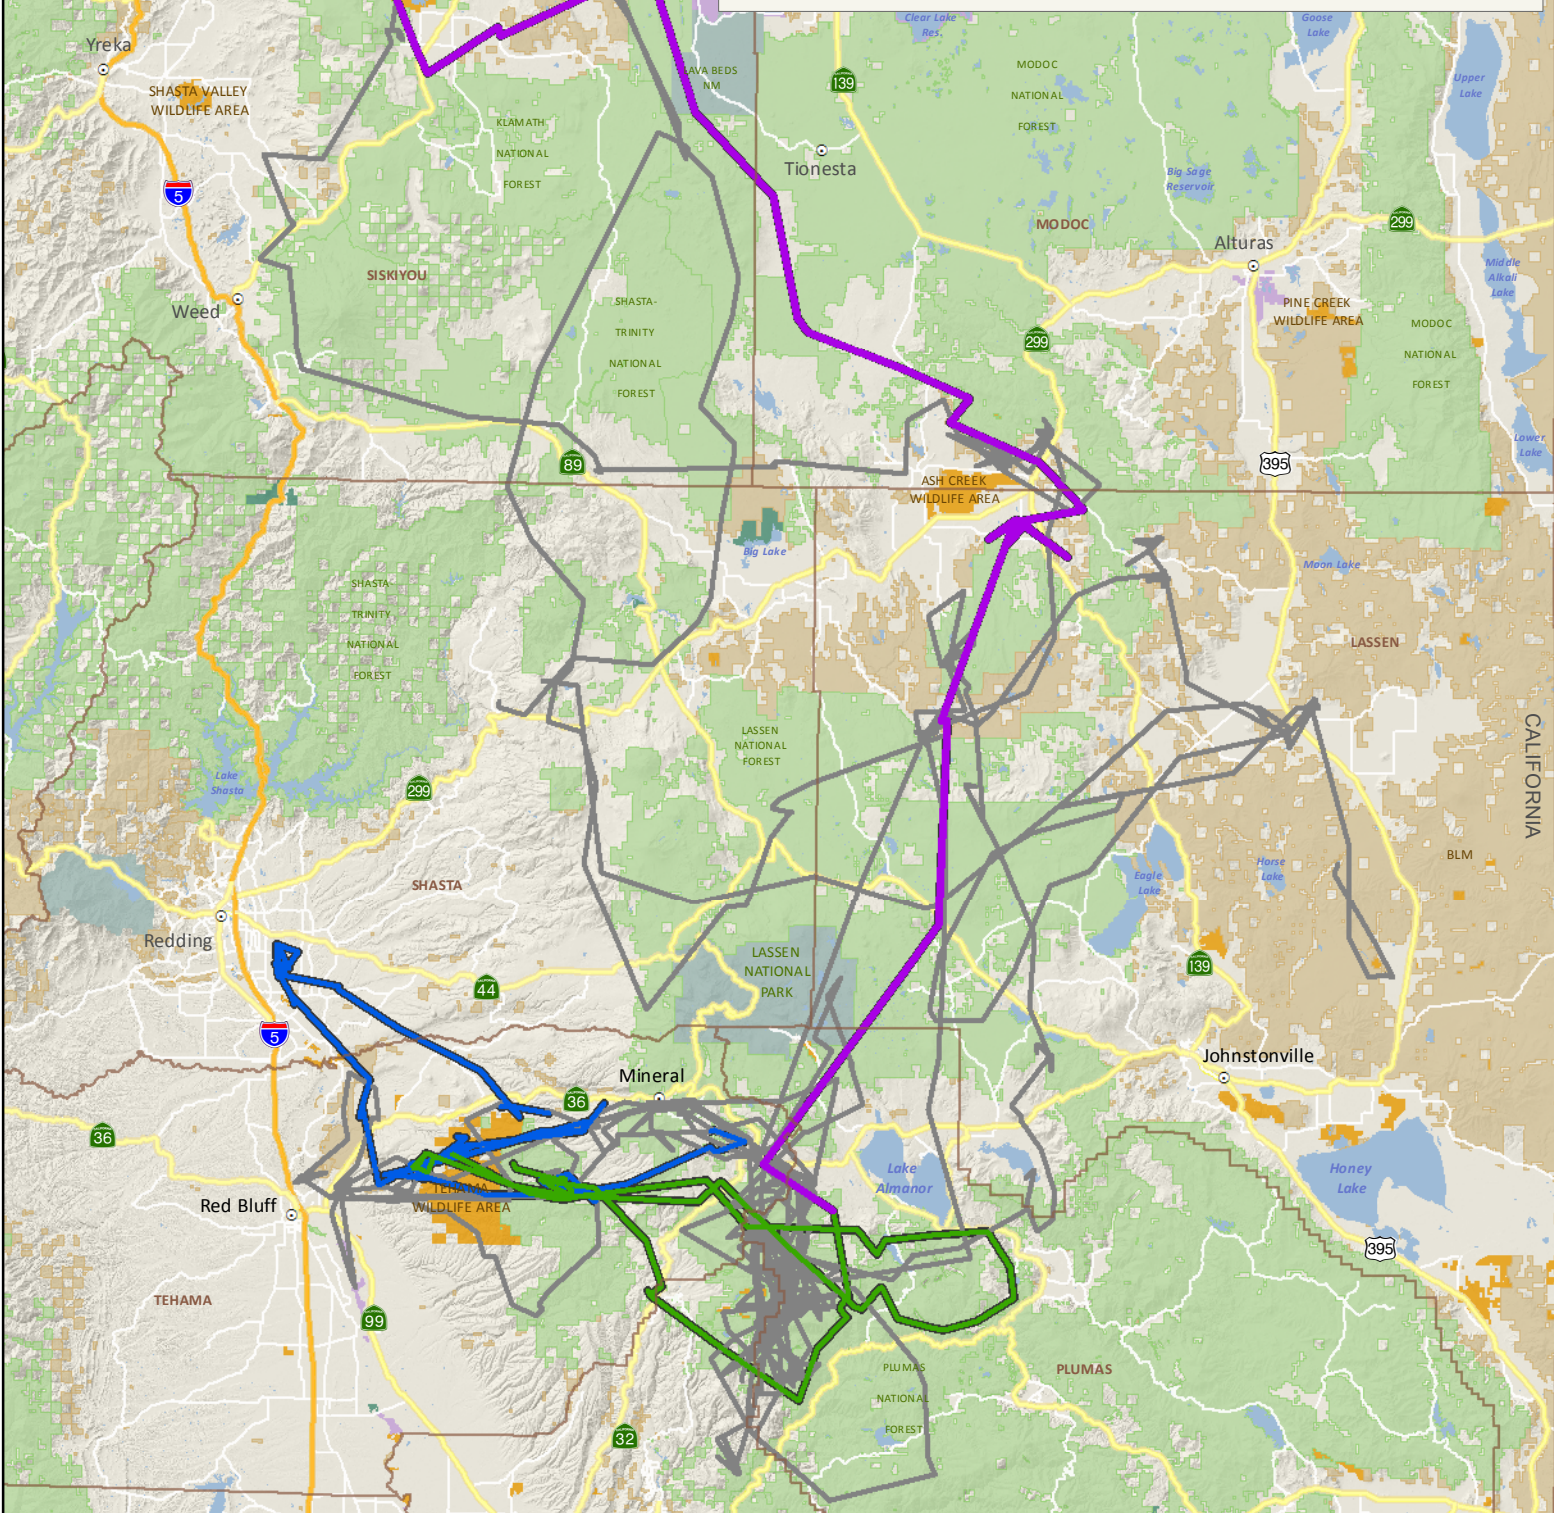 Clear Lake
Res.
Goose
Lake
Yreka
139
AVA BEDS
NM
MODOC
NATIONAL
FOREST
Upper
Lake
SHASTA VALLEY
WILDLIFE AREA
KLAMATH
NATIONAL
FOREST
Tionesta
Big Sage
Reservoir
5
MODOC
299
Alturas
SISKIYOU
Middle
Alkali
Lake
Weed
SHASTA-
TRINITY
NATIONAL
FOREST
PINE CREEK
WILDLIFE AREA
299
MODOC
NATIONAL
FOREST
Lower
Lake
89
395
ASH CREEK
WILDLIFE AREA
Big Lake
Moon Lake
SHASTA-
TRINITY
NATIONAL
FOREST
LASSEN
LASSEN
NATIONAL
FOREST
CALIFORNIA
Lake
Shasta
299
BLM
SHASTA
Eagle
Lake
Horse
Lake
Redding
LASSEN
NATIONAL
PARK
139
44
5
Mineral
Johnstonville
36
36
Lake
Almanor
Honey
Lake
TEHAMA
WILDLIFE AREA
Red Bluff
395
TEHAMA
99
PLUMAS
NATIONAL
FOREST
PLUMAS
32